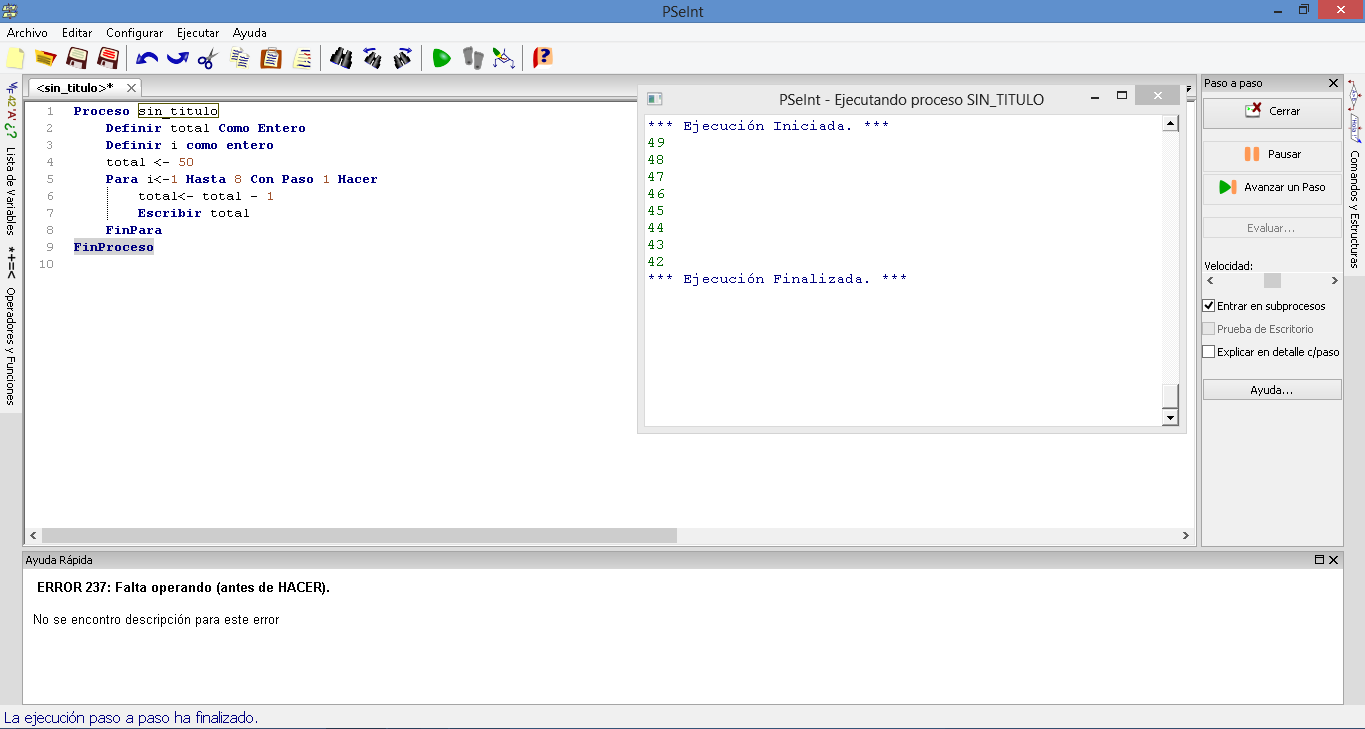 PSeInt
Archivo Editar Configurar Ejecutar Ayuda
<sin_titulo>*
1 Proceso sin_titulo
2 Definir total Como Entero
3 Definir i como entero
4 total <- 50
5 Para i<-1 Hasta 8 Con Paso 1 Hacer
6 total<- total - 1
7 Escribir total
8 FinPara
9 FinProceso
10
PSeInt - Ejecutando proceso SIN_TITULO
*** Ejecución Iniciada. ***
49
48
47
46
45
44
43
42
*** Ejecución Finalizada. ***
Paso a paso
Cerrar
Pausar
Avanzar un Paso
Evaluar...
Velocidad:
Entrar en subprocesos
Prueba de Escritorio
Explicar en detalle c/paso
Ayuda...
42 'A' ¿?
Lista de Variables
*+=<
Operadores y Funciones
Comandos y Estructuras
Ayuda Rápida
ERROR 237: Falta operando (antes de HACER).
No se encontro descripción para este error
La ejecución paso a paso ha finalizado.